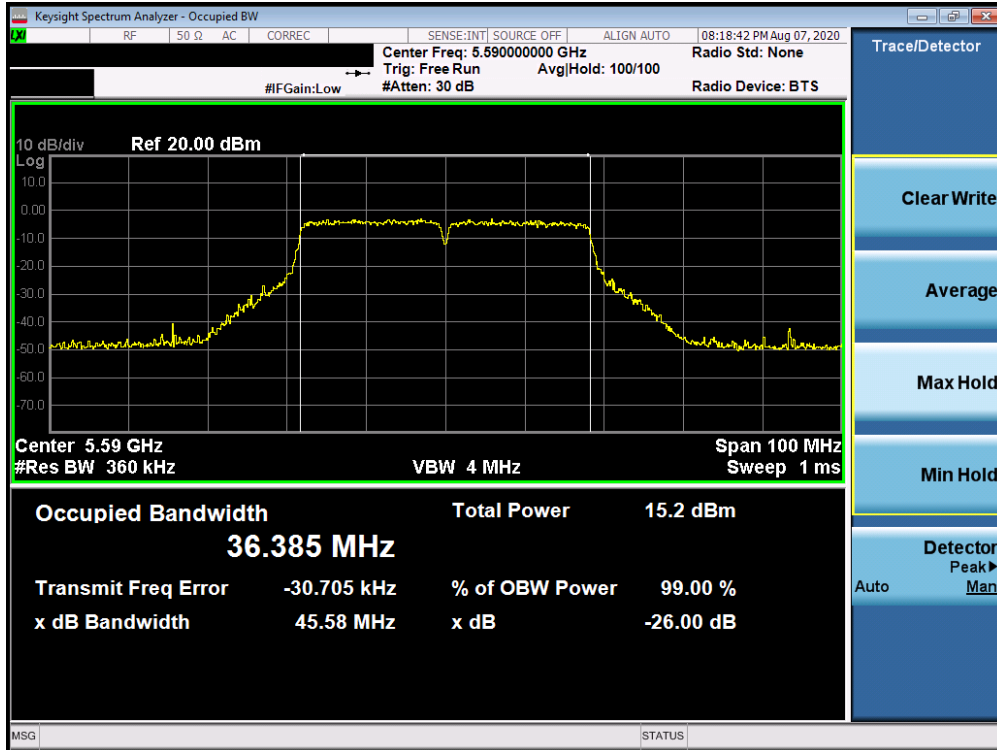 Keysight Spectrum Analyzer - Occupied BW
LXI RF 50 Ω AC CORREC SENSE:INT SOURCE OFF ALIGN AUTO 08:18:42 PM Aug 07, 2020
Center Freq: 5.590000000 GHz Radio Std: None
Trig: Free Run Avg|Hold: 100/100
#IFGain:Low #Atten: 30 dB Radio Device: BTS
Trace/Detector
10 dB/div Ref 20.00 dBm
Log
10.0
0.00
-10.0
-20.0
-30.0
-40.0
-50.0
-60.0
-70.0
Center 5.59 GHz Span 100 MHz
#Res BW 360 kHz VBW 4 MHz Sweep 1 ms
Occupied Bandwidth Total Power 15.2 dBm
36.385 MHz
Transmit Freq Error -30.705 kHz % of OBW Power 99.00 %
x dB Bandwidth 45.58 MHz x dB -26.00 dB
Clear Write
Average
Max Hold
Min Hold
Detector
Peak▶
Auto Man
MSG STATUS